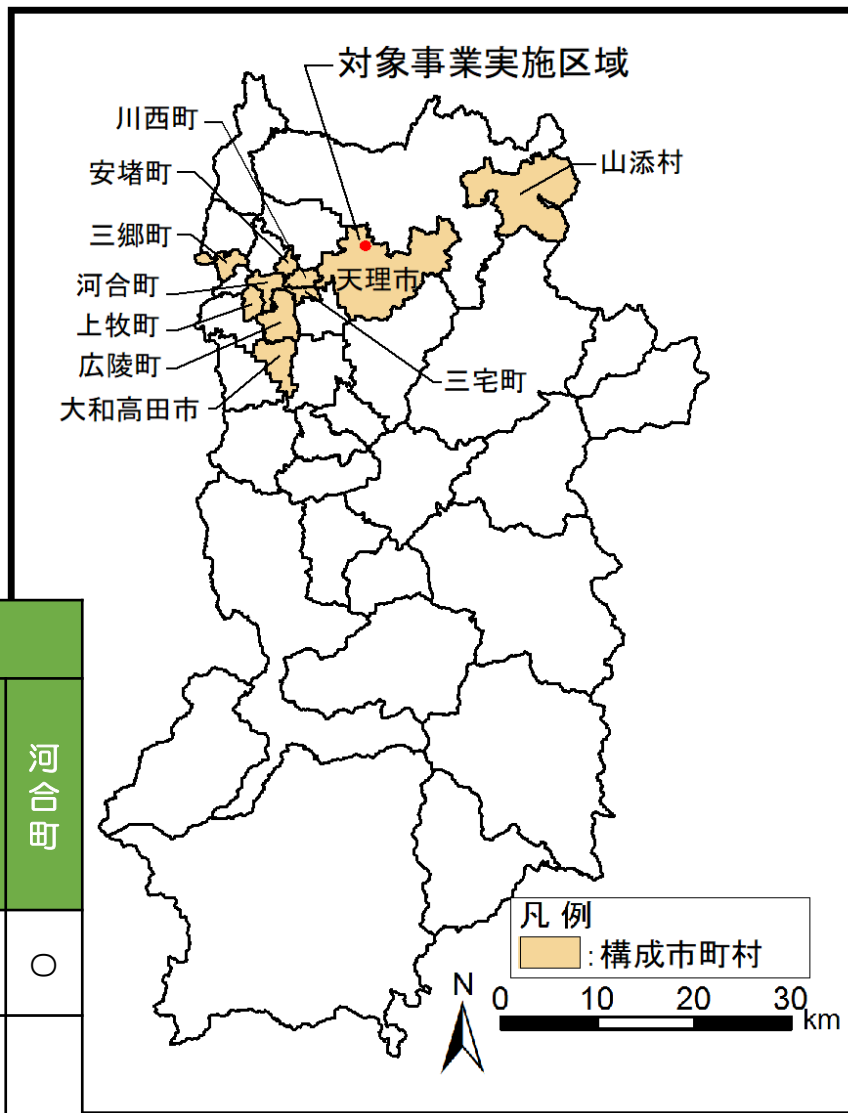 対象事業実施区域
川西町
安堵町
三郷町
河合町
上牧町
広陵町
大和高田市
山添村
天理市
三宅町
河合町
○
凡 例
: 構成市町村
N
0 10 20 30
km